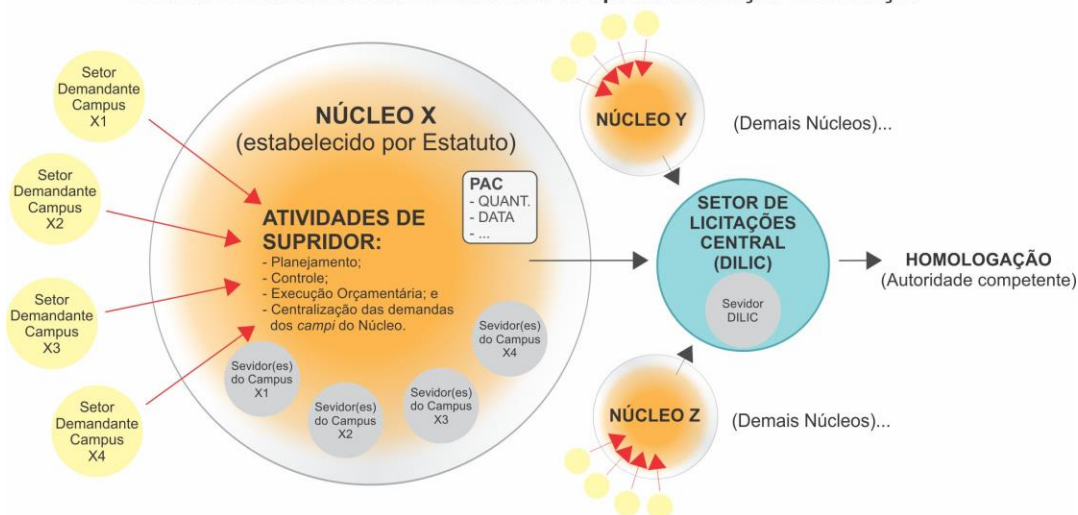 Setor
Demandante
Campus
X1
Setor
Demandante
Campus
X2
Setor
Demandante
Campus
X3
Setor
Demandante
Campus
X4
NÚCLEO X
(estabelecido por Estatuto)
PAC
- QUANT.
- DATA
- ...
ATIVIDADES DE
SUPRIDOR:
- Planejamento;
- Controle;
- Execução Orçamentária; e
- Centralização das demandas
dos campi do Núcleo.
Sevidor(es)
do Campus
X1
Sevidor(es)
do Campus
X2
Sevidor(es)
do Campus
X3
Sevidor(es)
do Campus
X4
NÚCLEO Y
(Demais Núcleos)...
SETOR DE
LICITAÇÕES
CENTRAL
(DILIC)
Sevidor
DILIC
HOMOLOGAÇÃO
(Autoridade competente)
NÚCLEO Z
(Demais Núcleos)...